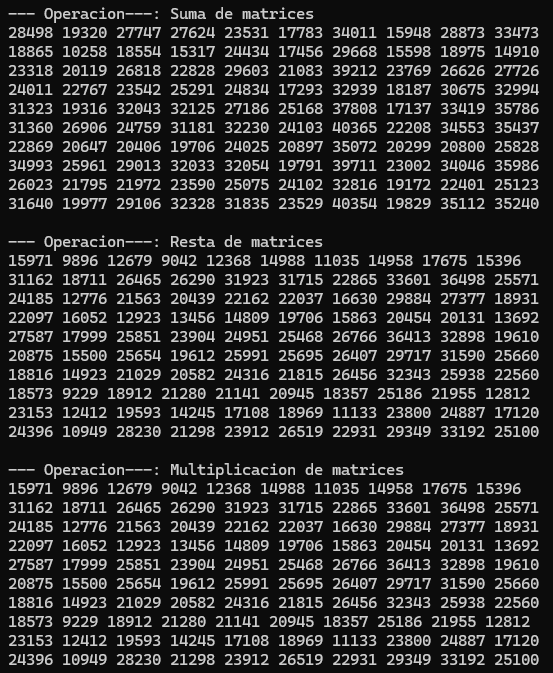 --- Operacion---: Suma de matrices
28498 19320 27747 27624 23531 17783 34011 15948 28873 33473
18865 10258 18554 15317 24434 17456 29668 15598 18975 14910
23318 20119 26818 22828 29603 21083 39212 23769 26626 27726
24011 22767 23542 25291 24834 17293 32939 18187 30675 32994
31323 19316 32043 32125 27186 25168 37808 17137 33419 35786
31360 26906 24759 31181 32230 24103 40365 22208 34553 35437
22869 20647 20406 19706 24025 20897 35072 20299 20800 25828
34993 25961 29013 32033 32054 19791 39711 23002 34046 35986
26023 21795 21972 23590 25075 24102 32816 19172 22401 25123
31640 19977 29106 32328 31835 23529 40354 19829 35112 35240
--- Operacion---: Resta de matrices
15971 9896 12679 9042 12368 14988 11035 14958 17675 15396
31162 18711 26465 26290 31923 31715 22865 33601 36498 25571
24185 12776 21563 20439 22162 22037 16630 29884 27377 18931
22097 16052 12923 13456 14809 19706 15863 20454 20131 13692
27587 17999 25851 23904 24951 25468 26766 36413 32898 19610
20875 15500 25654 19612 25991 25695 26407 29717 31590 25660
18816 14923 21029 20582 24316 21815 26456 32343 25938 22560
18573 9229 18912 21280 21141 20945 18357 25186 21955 12812
23153 12412 19593 14245 17108 18969 11133 23800 24887 17120
24396 10949 28230 21298 23912 26519 22931 29349 33192 25100
--- Operacion---: Multiplicacion de matrices
15971 9896 12679 9042 12368 14988 11035 14958 17675 15396
31162 18711 26465 26290 31923 31715 22865 33601 36498 25571
24185 12776 21563 20439 22162 22037 16630 29884 27377 18931
22097 16052 12923 13456 14809 19706 15863 20454 20131 13692
27587 17999 25851 23904 24951 25468 26766 36413 32898 19610
20875 15500 25654 19612 25991 25695 26407 29717 31590 25660
18816 14923 21029 20582 24316 21815 26456 32343 25938 22560
18573 9229 18912 21280 21141 20945 18357 25186 21955 12812
23153 12412 19593 14245 17108 18969 11133 23800 24887 17120
24396 10949 28230 21298 23912 26519 22931 29349 33192 25100